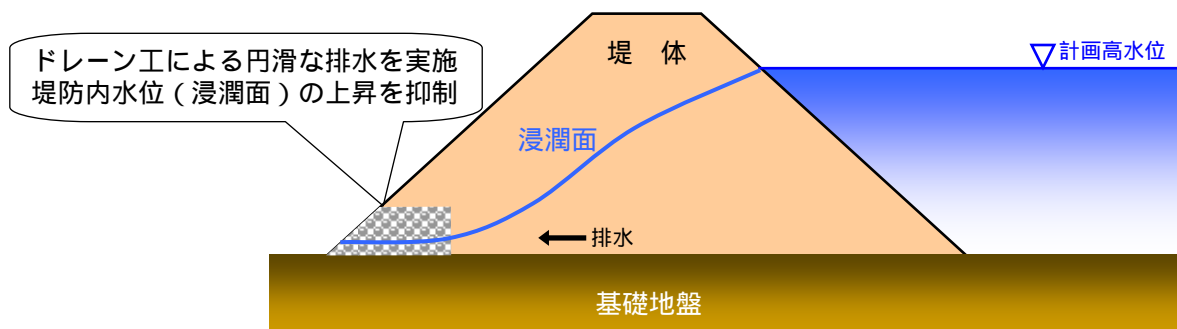 ドレーン工による円滑な排水を実施
堤防内水位（浸潤面）の上昇を抑制
堤　体
計画高水位
浸潤面
排水
基礎地盤